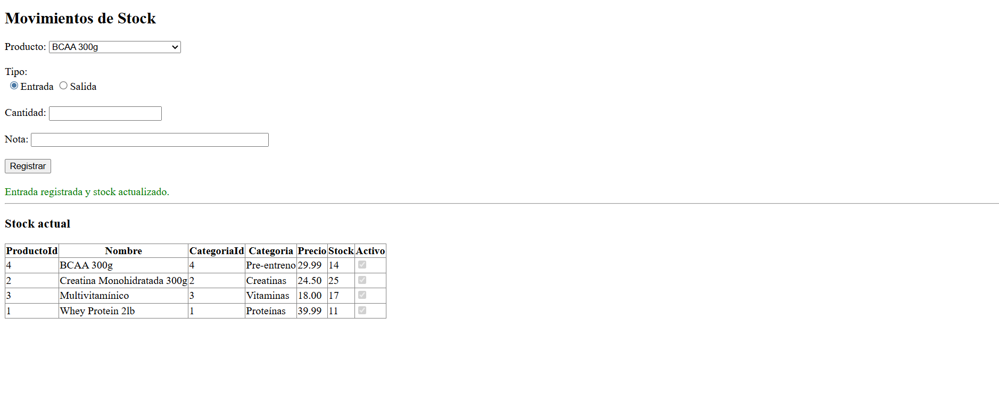 Movimientos de Stock
Producto: BCAA 300g
Tipo:
Entrada Salida
Cantidad:
Nota:
Registrar
Entrada registrada y stock actualizado.
Stock actual
ProductoId Nombre CategoriaId Categoria Precio Stock Activo
4 BCAA 300g 4 Pre-entreno 29.99 14
2 Creatina Monohidratada 300g 2 Creatinas 24.50 25
3 Multivitamínico 3 Vitaminas 18.00 17
1 Whey Protein 2lb 1 Proteínas 39.99 11